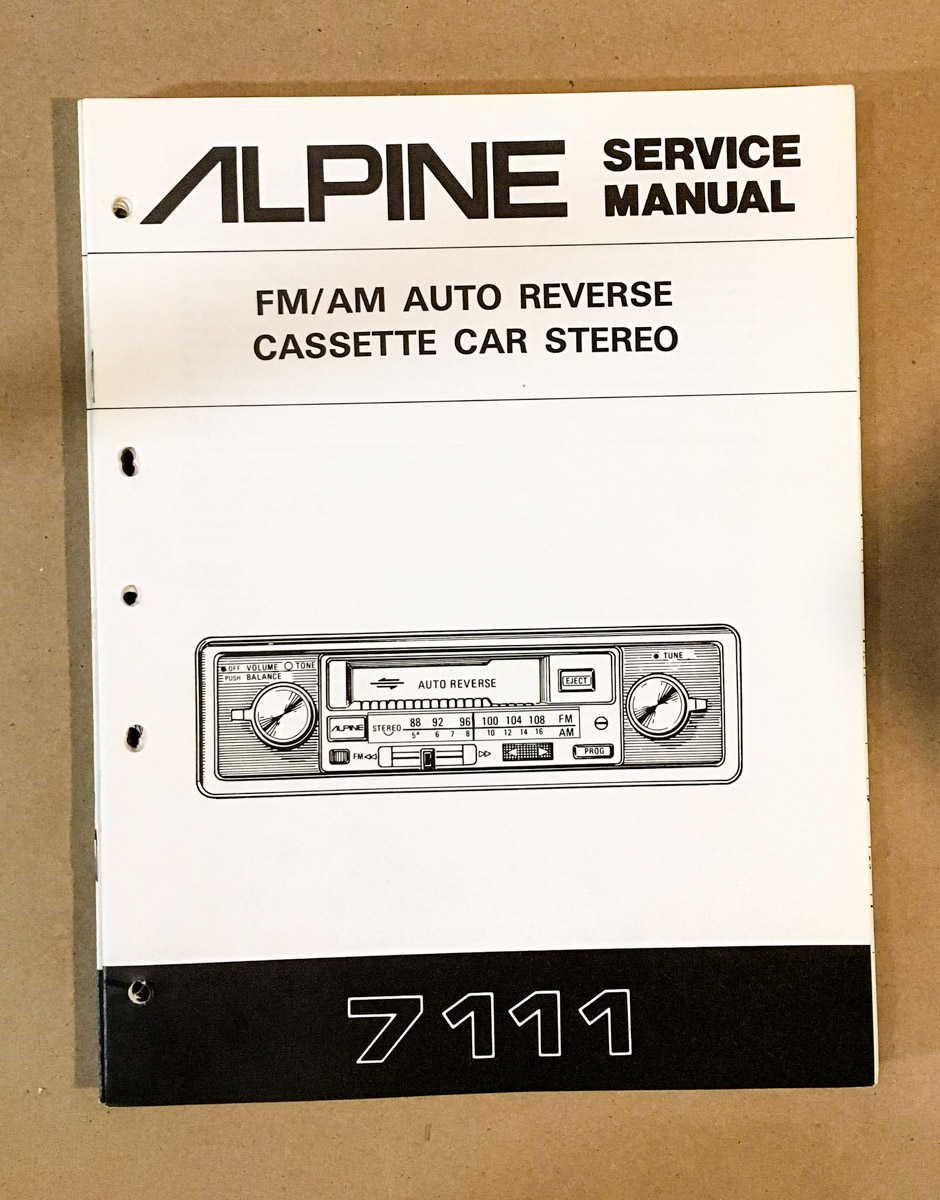 ALPINE SERVICE MANUAL
FM/AM AUTO REVERSE
CASSETTE CAR STEREO
OFF VOLUME TONE
PUSH BALANCE
AUTO REVERSE
EJECT
TUNE
ALPINE
STEREO 88 92 96 100 104 108 FM
5⁴ 6 7 8 10 12 14 16 AM
FM
PROG
7111